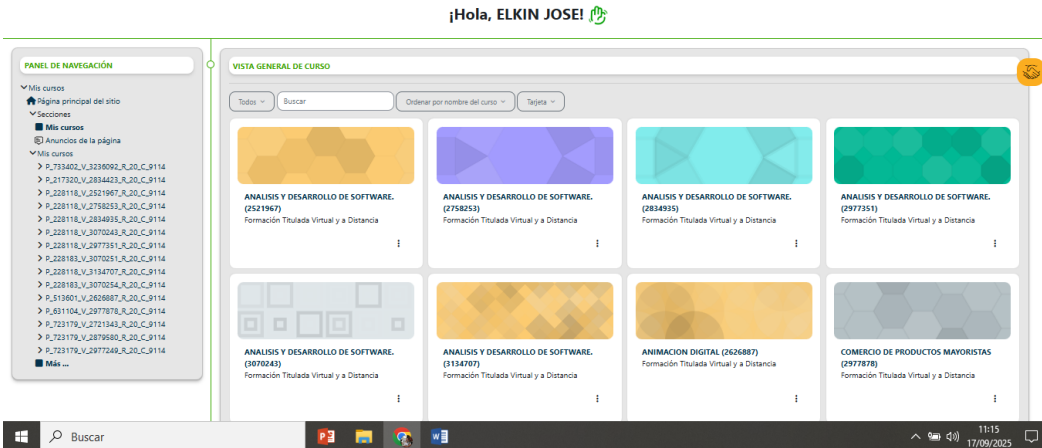 ¡Hola, ELKIN JOSE!
PANEL DE NAVEGACIÓN
Mis cursos
Página principal del sitio
Secciones
Mis cursos
Anuncios de la página
Mis cursos
P_733402_V_3236092_R_20_C_9114
P_217320_V_2834423_R_20_C_9114
P_228118_V_2521967_R_20_C_9114
P_228118_V_2758253_R_20_C_9114
P_228118_V_2834935_R_20_C_9114
P_228118_V_3070243_R_20_C_9114
P_228118_V_2977351_R_20_C_9114
P_228183_V_3070251_R_20_C_9114
P_228118_V_3134707_R_20_C_9114
P_228183_V_3070254_R_20_C_9114
P_513601_V_2626887_R_20_C_9114
P_631104_V_2977878_R_20_C_9114
P_723179_V_2721343_R_20_C_9114
P_723179_V_2879580_R_20_C_9114
P_723179_V_2977249_R_20_C_9114
Más ...
VISTA GENERAL DE CURSO
Todos
Buscar
Ordenar por nombre del curso
Tarjeta
ANALISIS Y DESARROLLO DE SOFTWARE.
(2521967)
Formación Titulada Virtual y a Distancia
ANALISIS Y DESARROLLO DE SOFTWARE.
(2758253)
Formación Titulada Virtual y a Distancia
ANALISIS Y DESARROLLO DE SOFTWARE.
(2834935)
Formación Titulada Virtual y a Distancia
ANALISIS Y DESARROLLO DE SOFTWARE.
(2977351)
Formación Titulada Virtual y a Distancia
ANALISIS Y DESARROLLO DE SOFTWARE.
(3070243)
Formación Titulada Virtual y a Distancia
ANALISIS Y DESARROLLO DE SOFTWARE.
(3134707)
Formación Titulada Virtual y a Distancia
ANIMACION DIGITAL (2626887)
Formación Titulada Virtual y a Distancia
COMERCIO DE PRODUCTOS MAYORISTAS
(2977878)
Formación Titulada Virtual y a Distancia
Buscar
11:15
17/09/2025